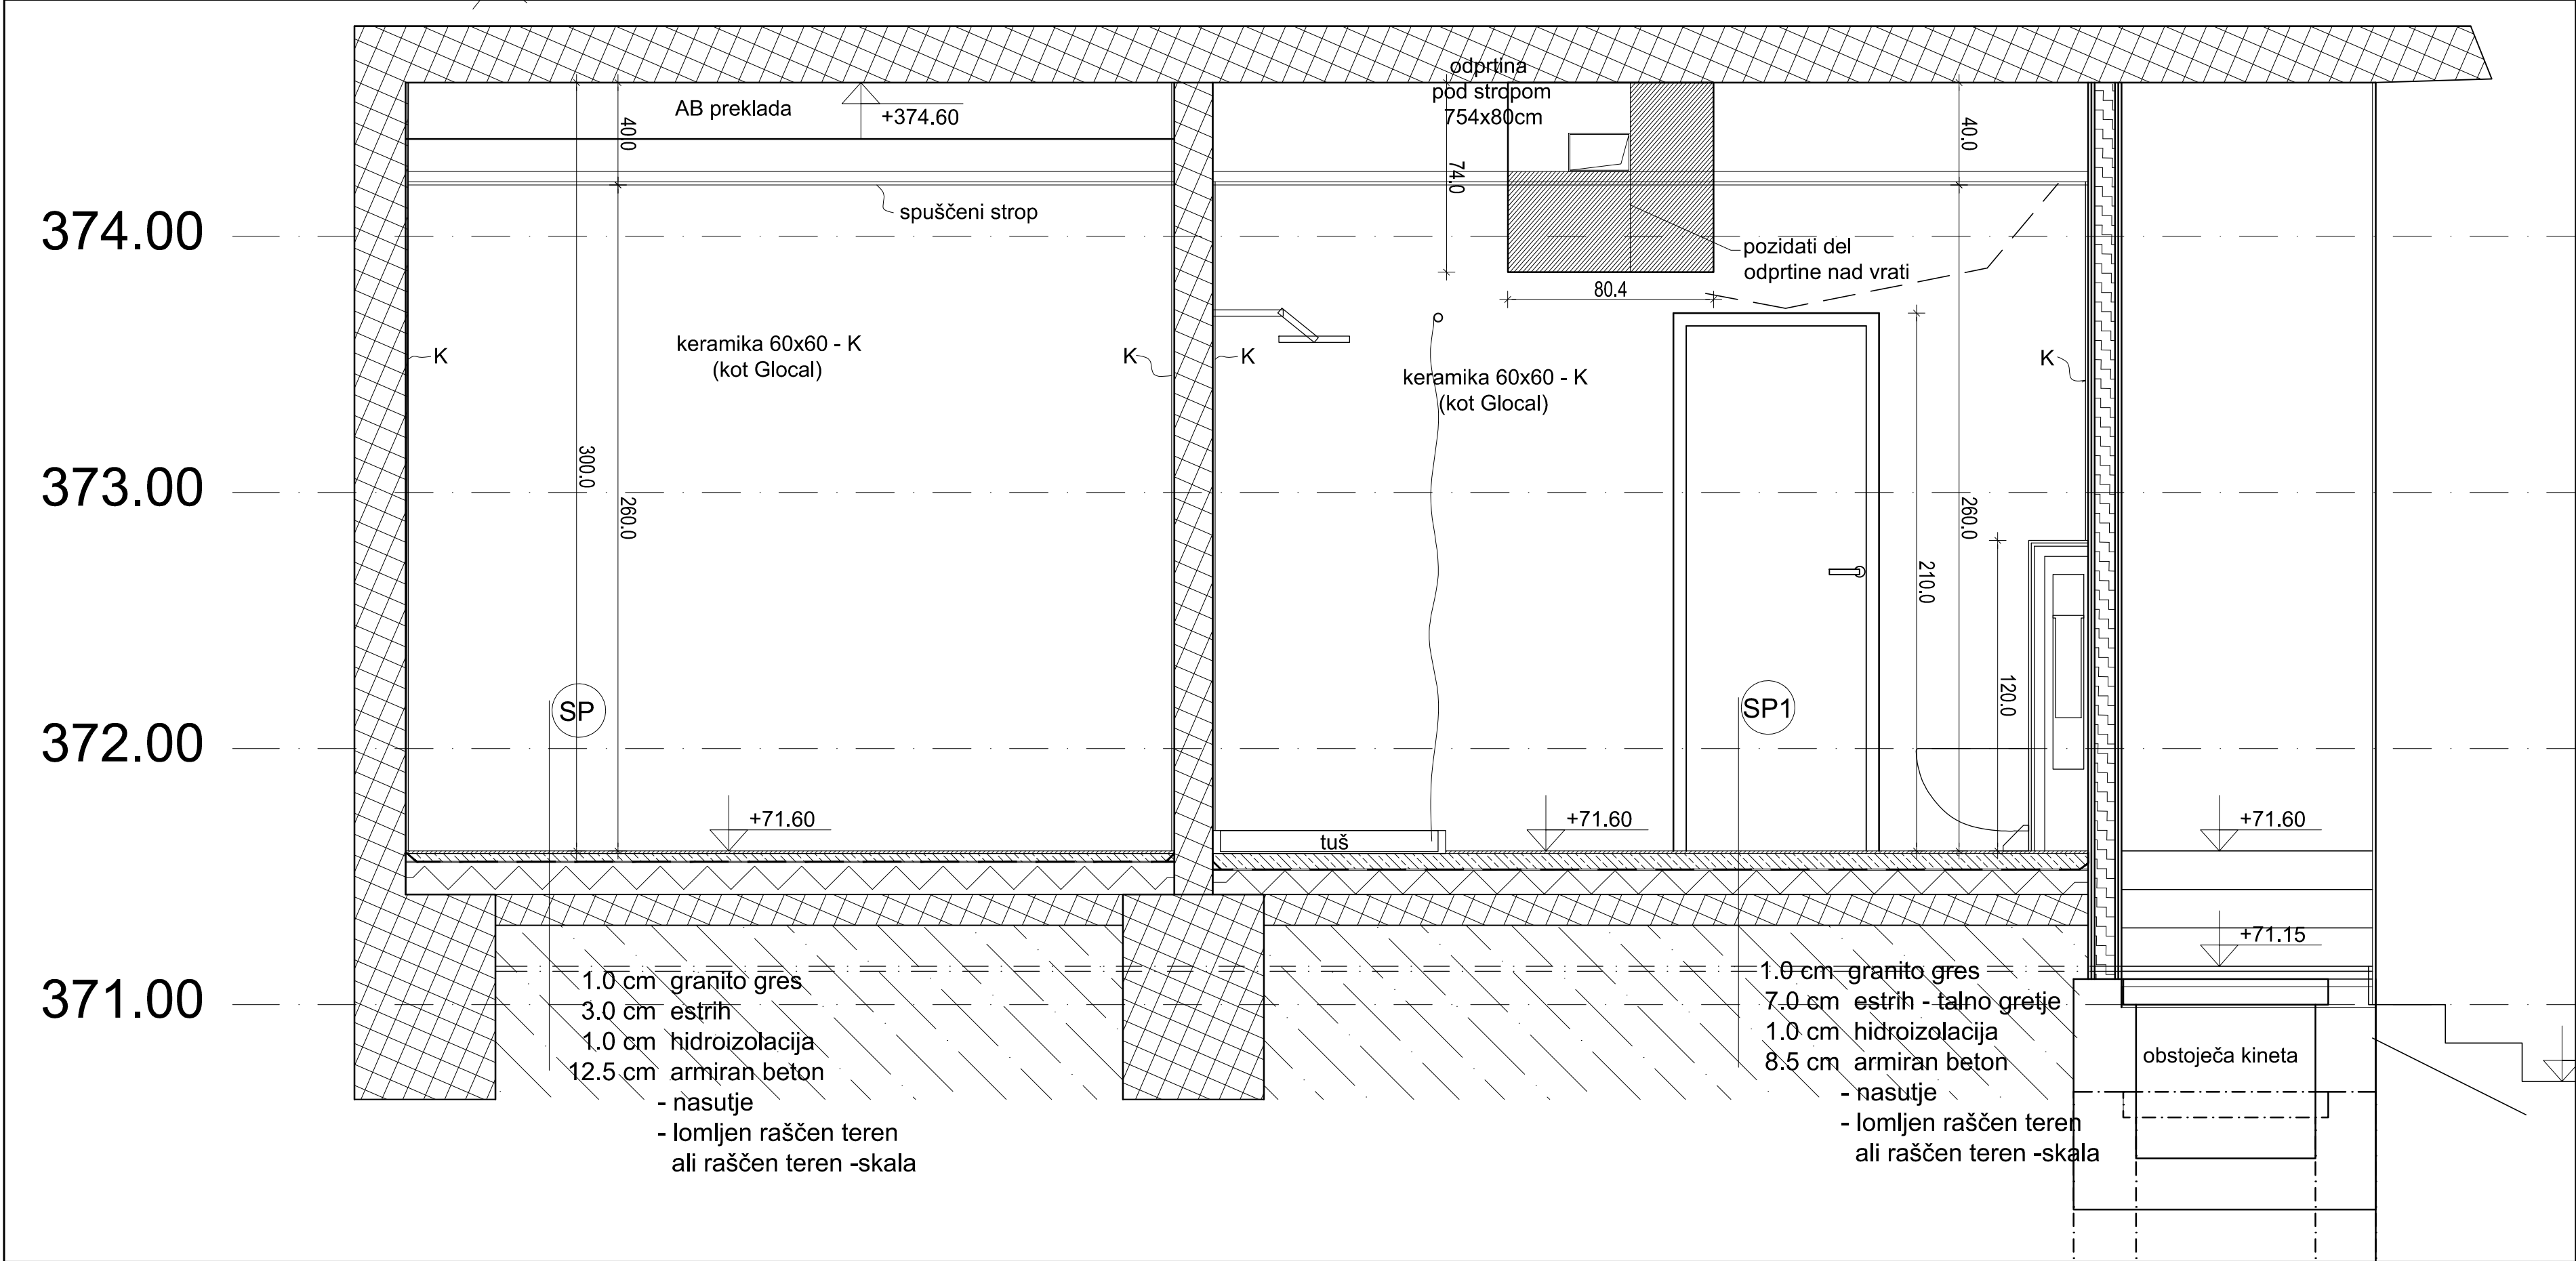 odprtina
pod stropom
754x80cm
AB preklada
+374.60
40.0
40.0
74.0
374.00
spuščeni strop
pozidati del
odprtine nad vrati
80.4
keramika 60x60 - K
(kot Glocal)
K
K
K
K
keramika 60x60 - K
(kot Glocal)
373.00
300.0
260.0
260.0
210.0
120.0
SP
SP1
372.00
+71.60
+71.60
+71.60
tuš
+71.15
371.00
1.0 cm granito gres
3.0 cm estrih
1.0 cm hidroizolacija
12.5 cm armiran beton
- nasutje
- lomljen raščen teren
ali raščen teren -skala
1.0 cm granito gres
7.0 cm estrih - talno gretje
1.0 cm hidroizolacija
8.5 cm armiran beton
- nasutje
- lomljen raščen teren
ali raščen teren -skala
obstoječa kineta